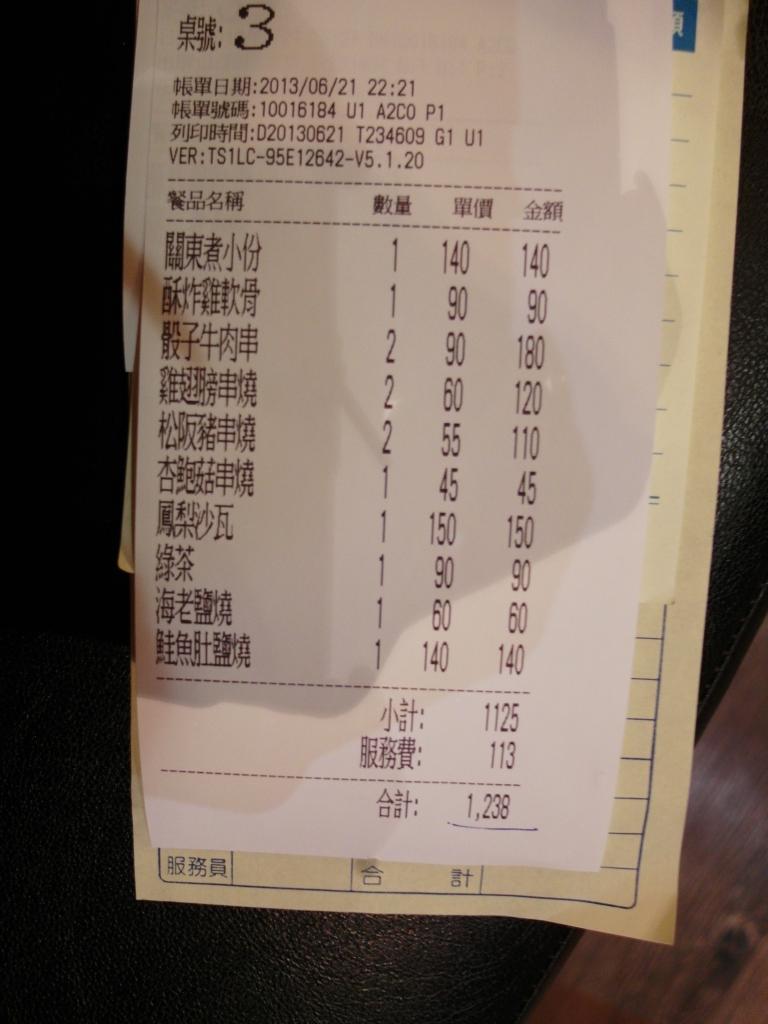 額
桌號: 3
帳單日期:2013/06/21 22:21
帳單號碼:10016184 U1 A2C0 P1
列印時間:D20130621 T234609 G1 U1
VER:TS1LC-95E12642-V5.1.20
餐品名稱 數量 單價 金額
關東煮小份 1 140 140
酥炸雞軟骨 1 90 90
骰子牛肉串 2 90 180
雞翅膀串燒 2 60 120
松阪豬串燒 2 55 110
杏鮑菇串燒 1 45 45
鳳梨沙瓦 1 150 150
綠茶 1 90 90
海老鹽燒 1 60 60
鮭魚肚鹽燒 1 140 140
小計: 1125
服務費: 113
合計: 1,238
服務員 合計